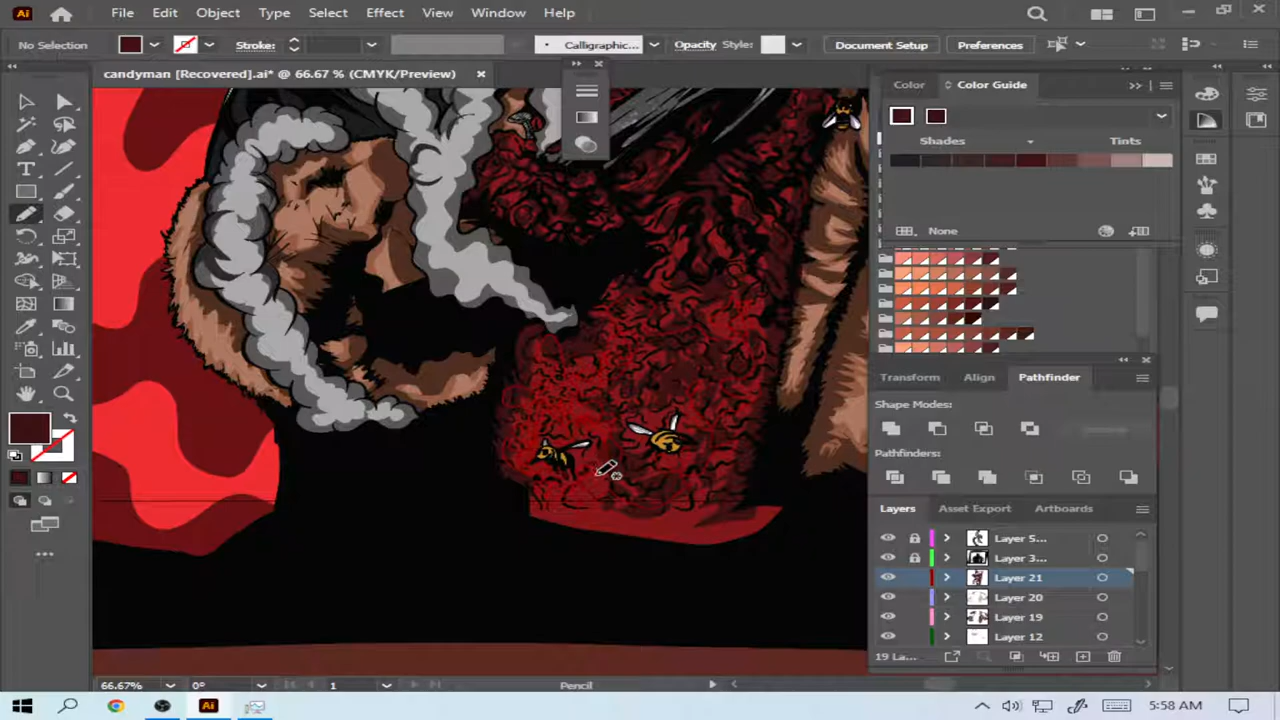 Ai File Edit Object Type Select Effect View Window Help
No Selection Stroke: Calligraphic... Opacity Style: Document Setup Preferences
candyman [Recovered].ai* @ 66.67 % (CMYK/Preview)
Color Color Guide
Shades Tints
None
Transform Align Pathfinder
Shape Modes:
Pathfinders:
Layers Asset Export Artboards
Layer 5...
Layer 3...
Layer 21
Layer 20
Layer 19
Layer 12
19 La...
66.67% 0° 1 Pencil
Ai 5:58 AM